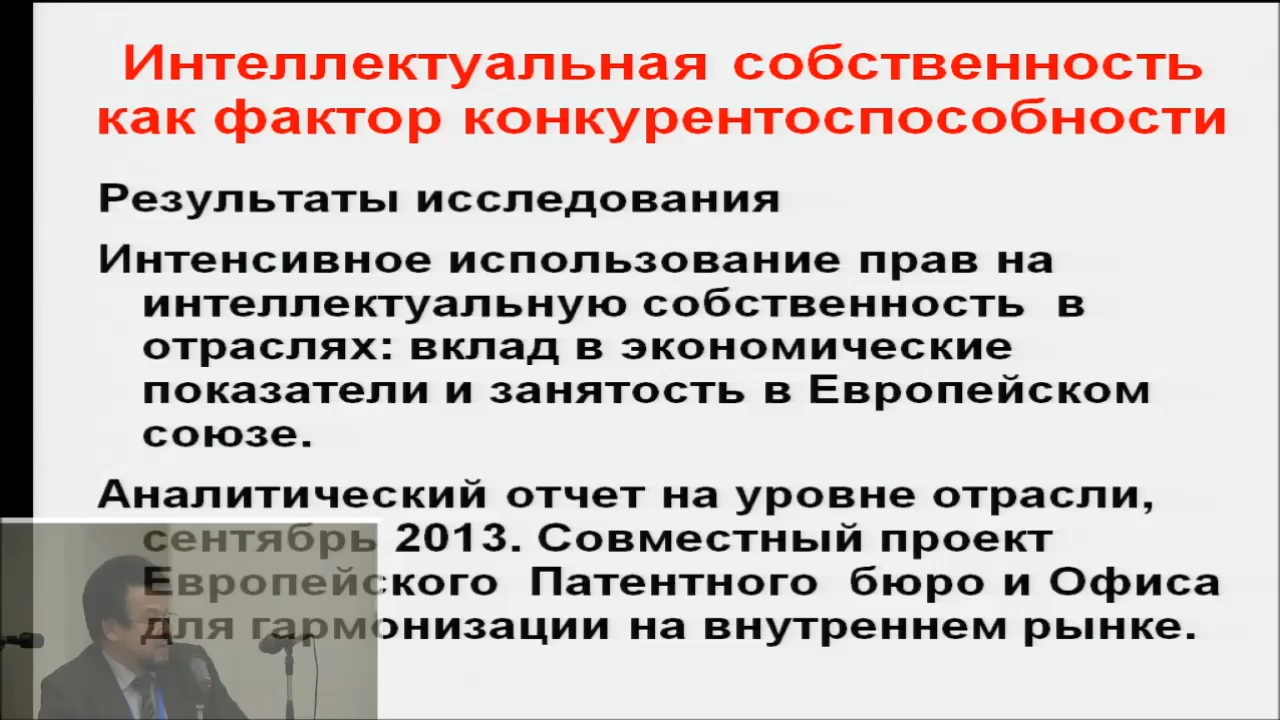 Интеллектуальная собственность
как фактор конкурентоспособности
Результаты исследования
Интенсивное использование прав на
интеллектуальную собственность в
отраслях: вклад в экономические
показатели и занятость в Европейском
союзе.
Аналитический отчет на уровне отрасли,
сентябрь 2013. Совместный проект
Европейского Патентного бюро и Офиса
для гармонизации на внутреннем рынке.